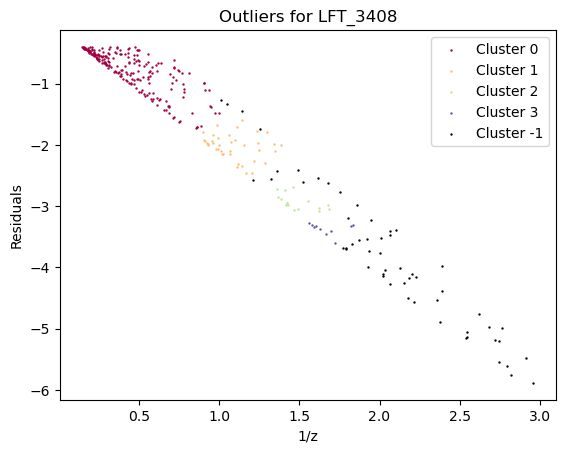 Outliers for LFT_3408
Cluster 0
Cluster 1
Cluster 2
Cluster 3
Cluster -1
Residuals
−1
−2
−3
−4
−5
−6
0.5
1.0
1.5
2.0
2.5
3.0
1/z